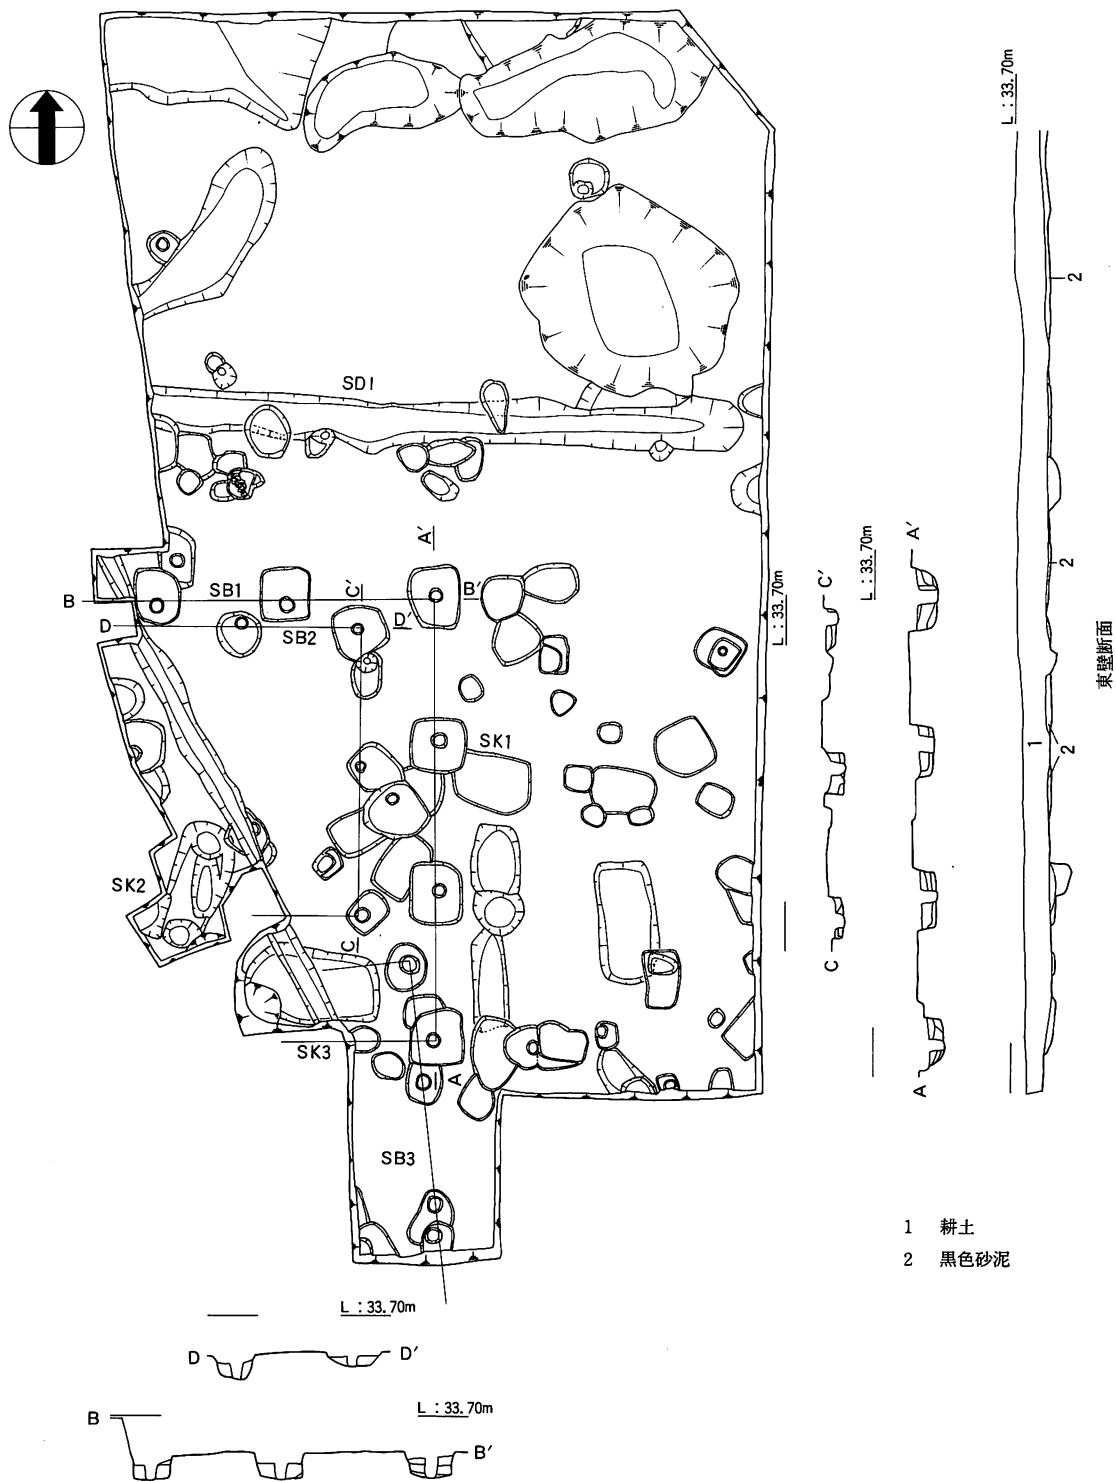 L : 33.70m
2
SD1
A'
A'
C'
L : 33.70m
L : 33.70m
2
B
SB1
C'
B'
D
SB2
D'
東壁断面
SK1
1
2
SK2
C
C
SK3
A
A
SB3
1 耕土
2 黒色砂泥
L : 33.70m
D
D'
L : 33.70m
B
B'